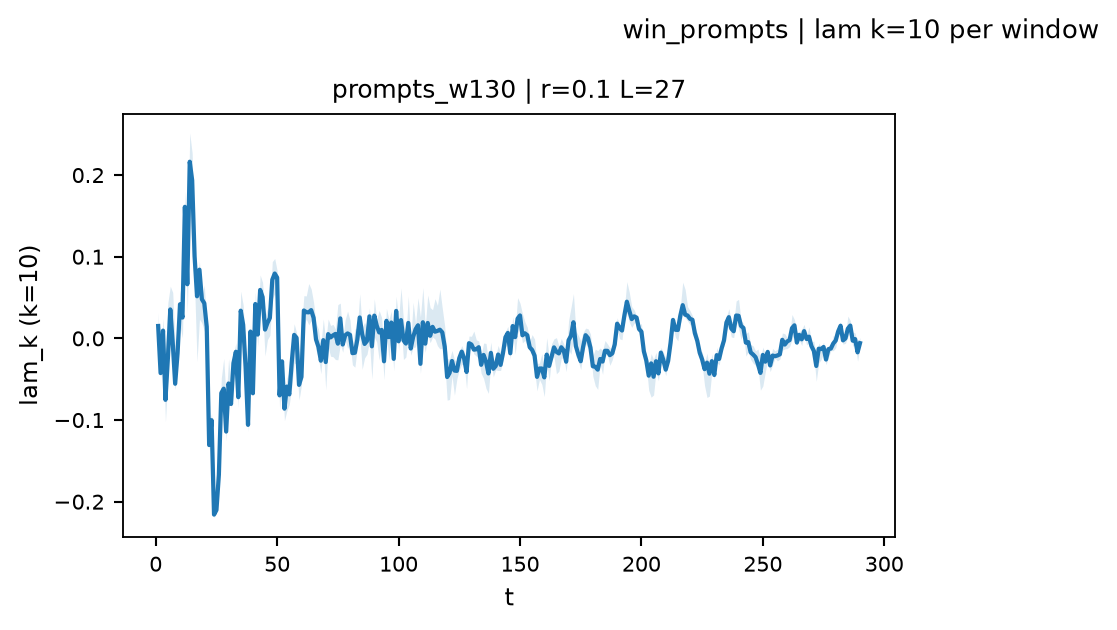 win_prompts | lam k=10 per window
prompts_w130 | r=0.1 L=27
lam_k (k=10)
0.2
0.1
0.0
−0.1
−0.2
0 50 100 150 200 250 300
t